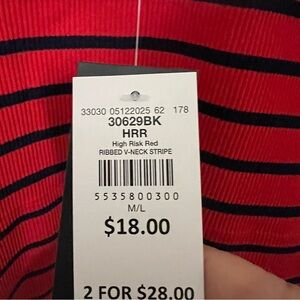 33030 05122025 62 178
30629BK
HRR
High Risk Red
RIBBED V-NECK STRIPE
5535800300
M/L
$18.00
2 FOR $28.00